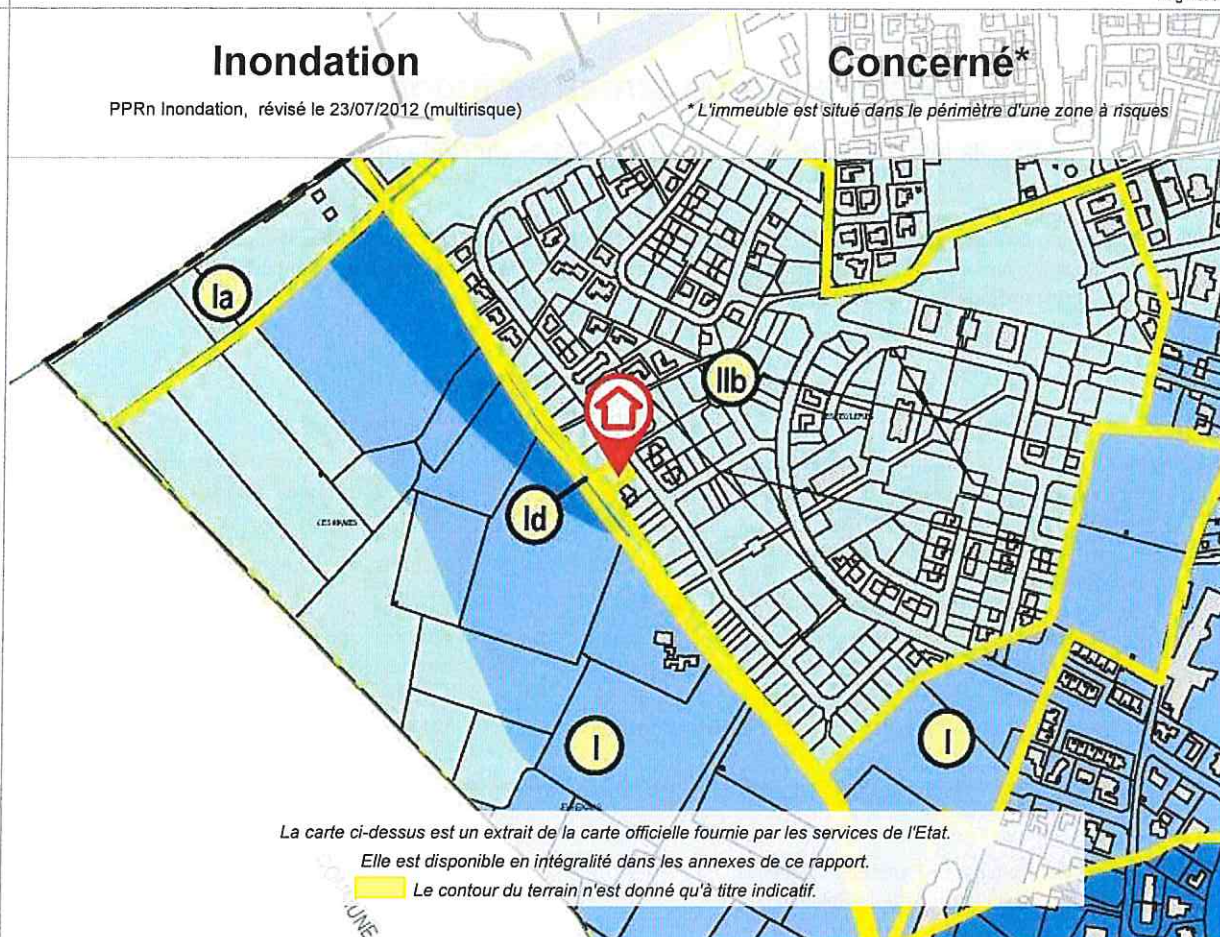 Inondation
PPRn Inondation, révisé le 23/07/2012 (multirisque)
Concerné*
* L'immeuble est situé dans le périmètre d'une zone à risques
Ia
IIb
Id
I
I
La carte ci-dessus est un extrait de la carte officielle fournie par les services de l'Etat.
Elle est disponible en intégralité dans les annexes de ce rapport.
Le contour du terrain n'est donné qu'à titre indicatif.